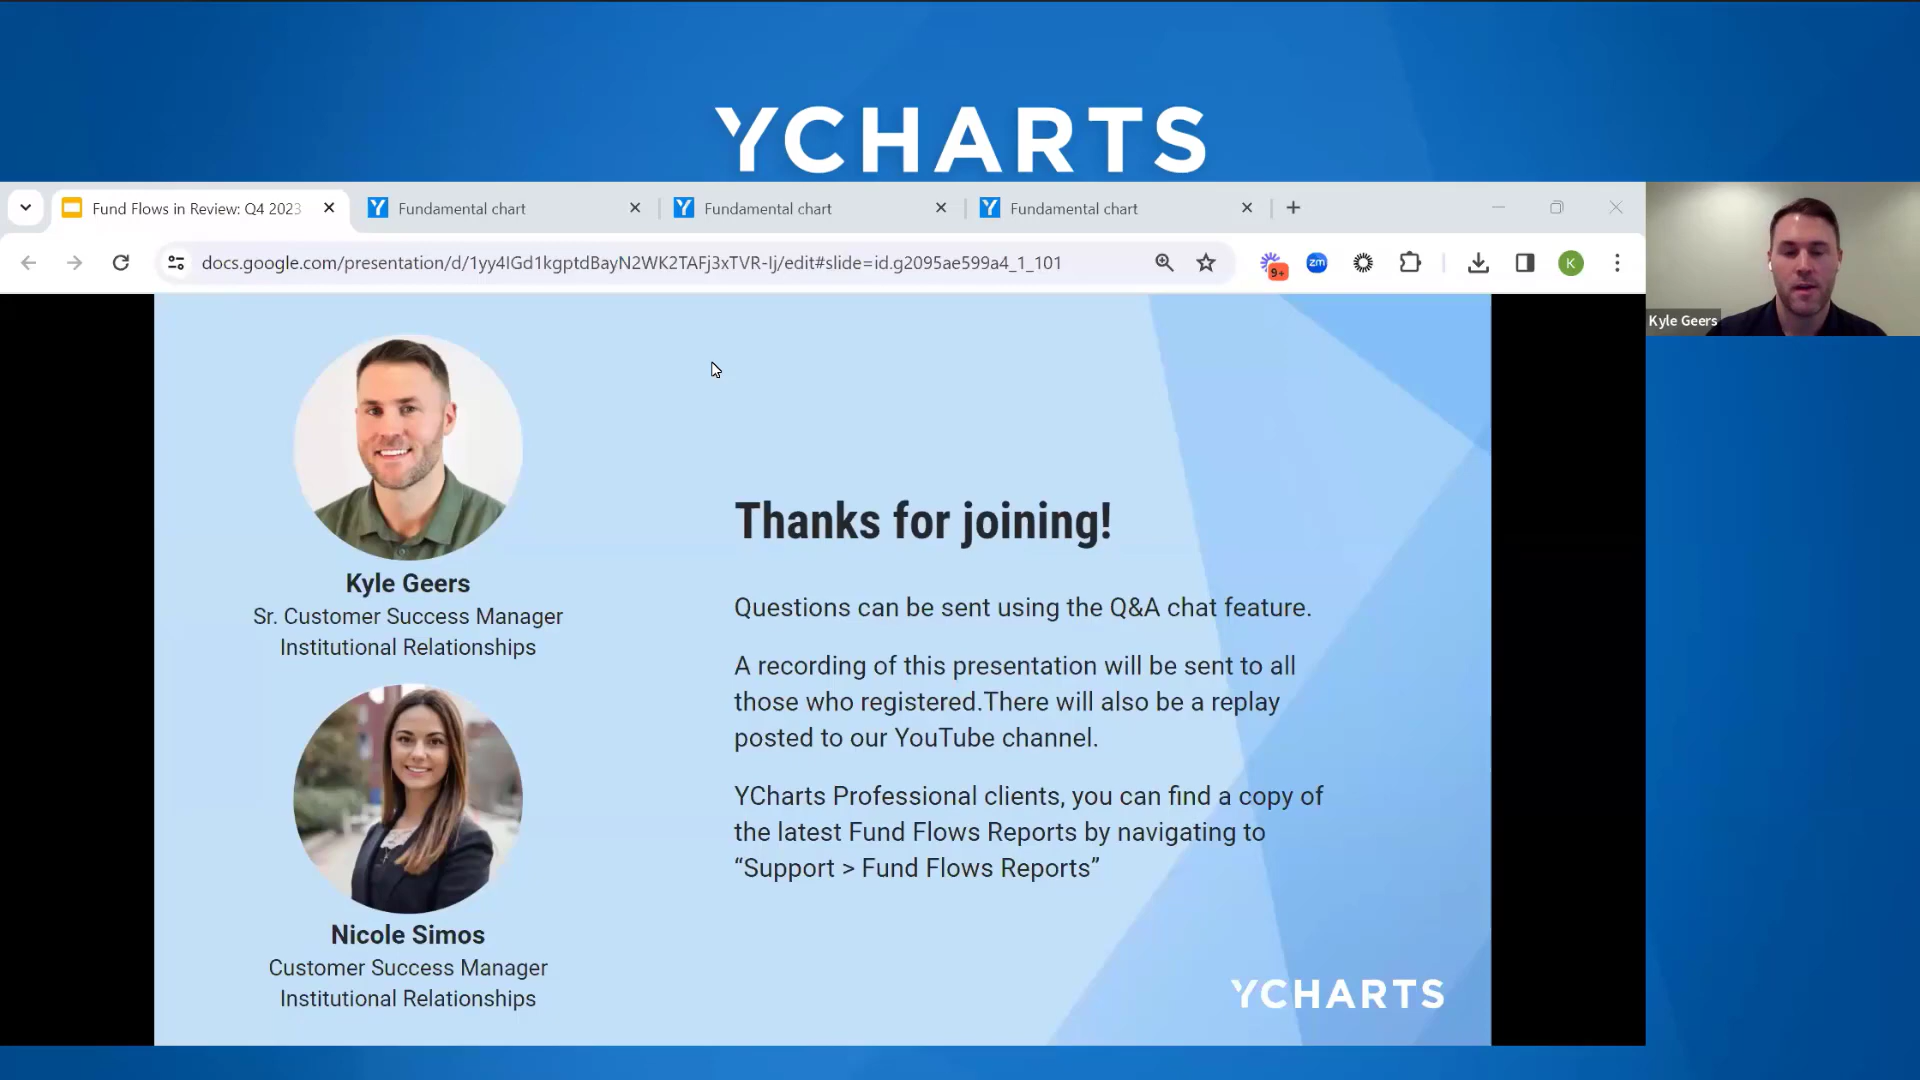 YCHARTS
Fund Flows in Review: Q4 2023
Fundamental chart
Fundamental chart
Fundamental chart
docs.google.com/presentation/d/1yy4IGd1kgptdBayN2WK2TAFj3xTVR-Ij/edit#slide=id.g2095ae599a4_1_101
9+
zm
K
Kyle Geers
Kyle Geers
Sr. Customer Success Manager
Institutional Relationships
Nicole Simos
Customer Success Manager
Institutional Relationships
Thanks for joining!
Questions can be sent using the Q&A chat feature.
A recording of this presentation will be sent to all
those who registered.There will also be a replay
posted to our YouTube channel.
YCharts Professional clients, you can find a copy of
the latest Fund Flows Reports by navigating to
“Support > Fund Flows Reports”
YCHARTS